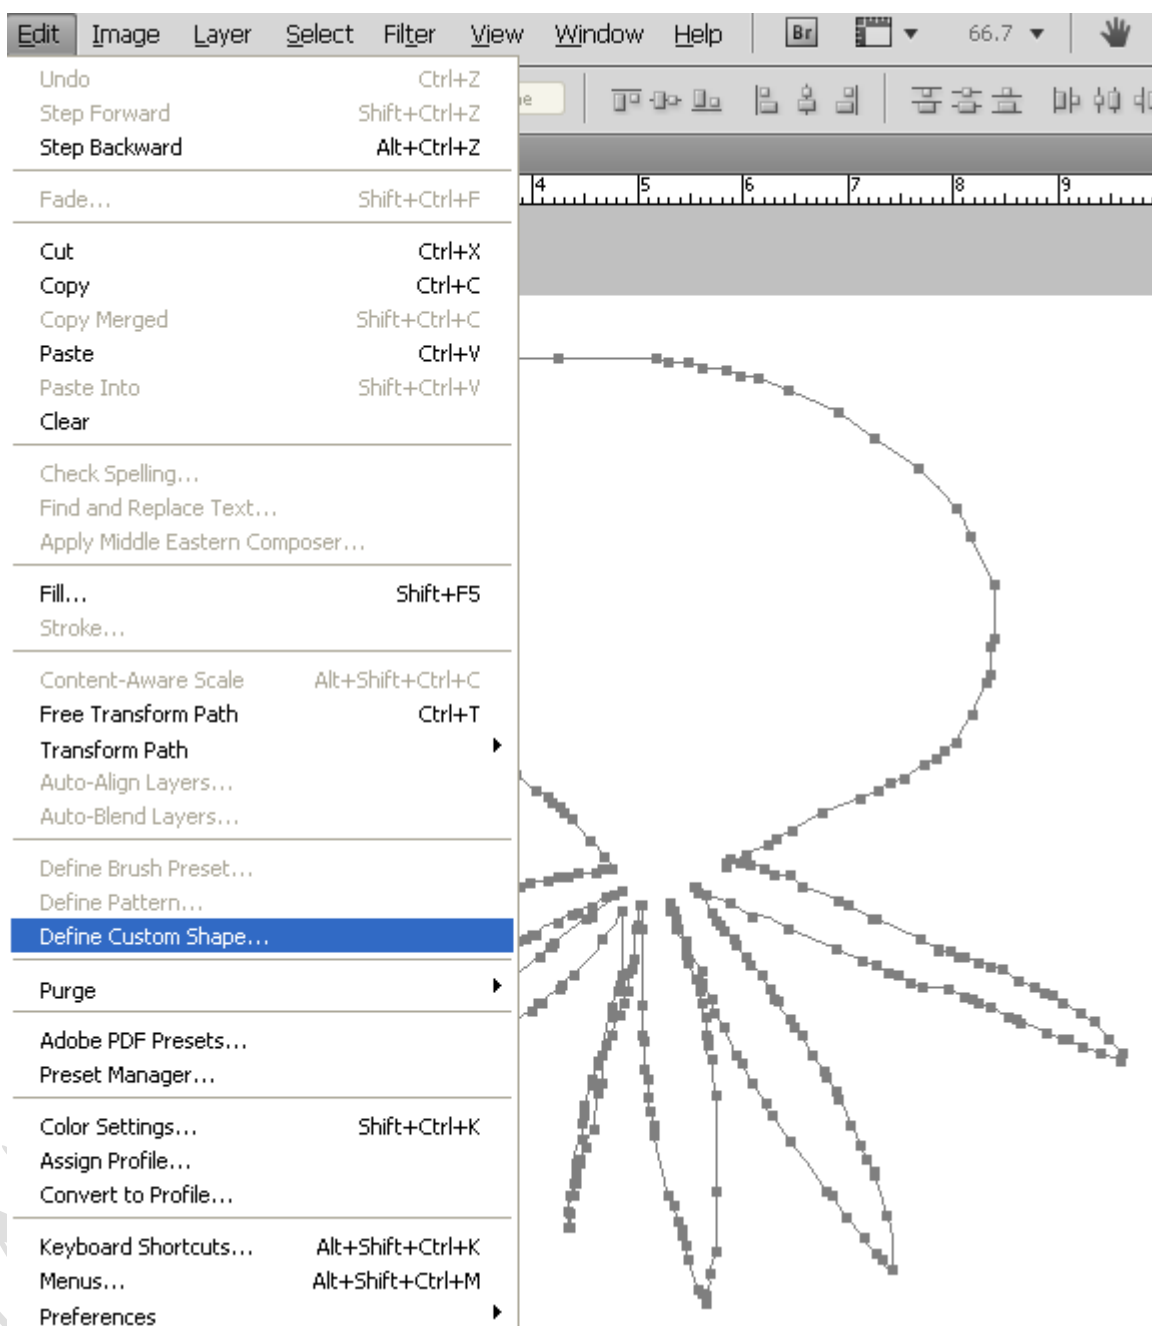 Edit Image Layer Select Filter View Window Help Br 66.7
Undo Ctrl+Z
Step Forward Shift+Ctrl+Z
Step Backward Alt+Ctrl+Z
Fade... Shift+Ctrl+F
4 5 6 7 8 9
Cut Ctrl+X
Copy Ctrl+C
Copy Merged Shift+Ctrl+C
Paste Ctrl+V
Paste Into Shift+Ctrl+V
Clear
Check Spelling...
Find and Replace Text...
Apply Middle Eastern Composer...
Fill... Shift+F5
Stroke...
Content-Aware Scale Alt+Shift+Ctrl+C
Free Transform Path Ctrl+T
Transform Path
Auto-Align Layers...
Auto-Blend Layers...
Define Brush Preset...
Define Pattern...
Define Custom Shape...
Purge
Adobe PDF Presets...
Preset Manager...
Color Settings... Shift+Ctrl+K
Assign Profile...
Convert to Profile...
Keyboard Shortcuts... Alt+Shift+Ctrl+K
Menus... Alt+Shift+Ctrl+M
Preferences